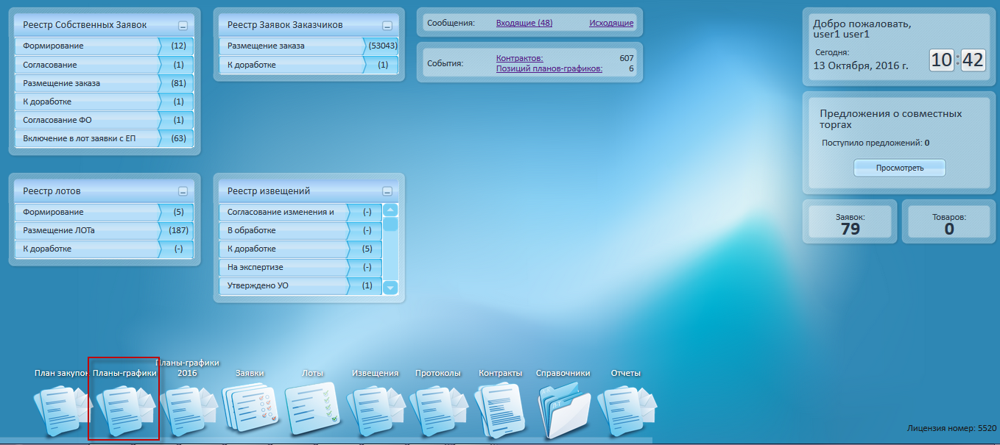 Реестр Собственных Заявок
Формирование (12)
Согласование (1)
Размещение заказа (81)
К доработке (1)
Согласование ФО (1)
Включение в лот заявки с ЕП (63)
Реестр Заявок Заказчиков
Размещение заказа (53043)
К доработке (1)
Сообщения: Входящие (48) Исходящие
События: Контрактов: 607
Позиций планов-графиков: 6
Добро пожаловать,
user1 user1
Сегодня:
13 Октября, 2016 г.
10:42
Предложения о совместных
торгах
Поступило предложений: 0
Просмотреть
Заявок:
79
Товаров:
0
Реестр лотов
Формирование (5)
Размещение ЛОТа (187)
К доработке (-)
Реестр извещений
Согласование изменения и (-)
В обработке (-)
К доработке (5)
На экспертизе (-)
Утверждено УО (1)
План закупок
Планы-графики
Планы-графики
2016
Заявки
Лоты
Извещения
Протоколы
Контракты
Справочники
Отчеты
Лицензия номер: 5520